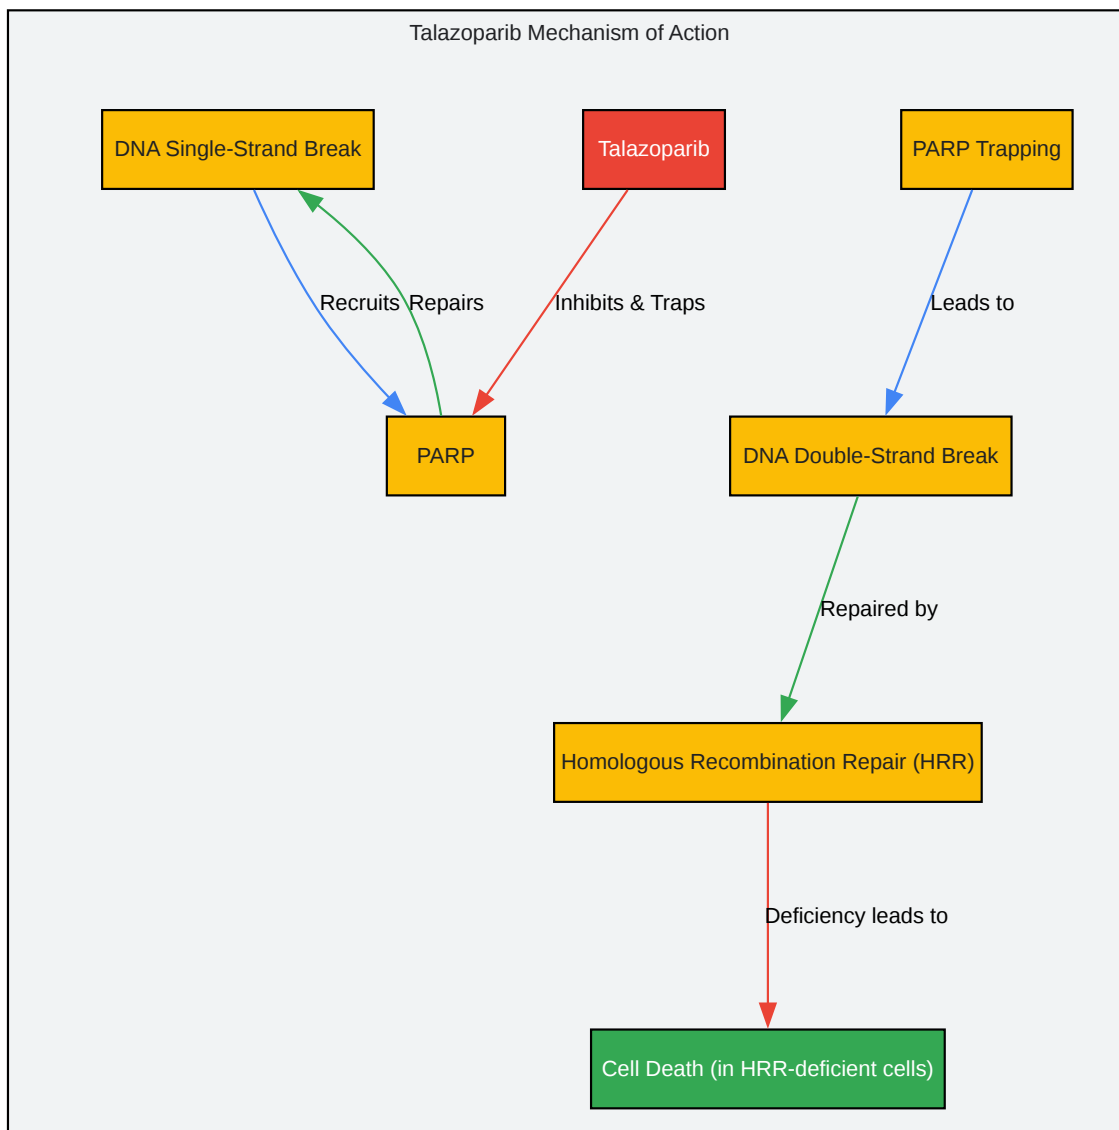 Talazoparib Mechanism of Action
DNA Single-Strand Break
Talazoparib
PARP Trapping
Recruits
Repairs
Inhibits & Traps
Leads to
PARP
DNA Double-Strand Break
Repaired by
Homologous Recombination Repair (HRR)
Deficiency leads to
Cell Death (in HRR-deficient cells)